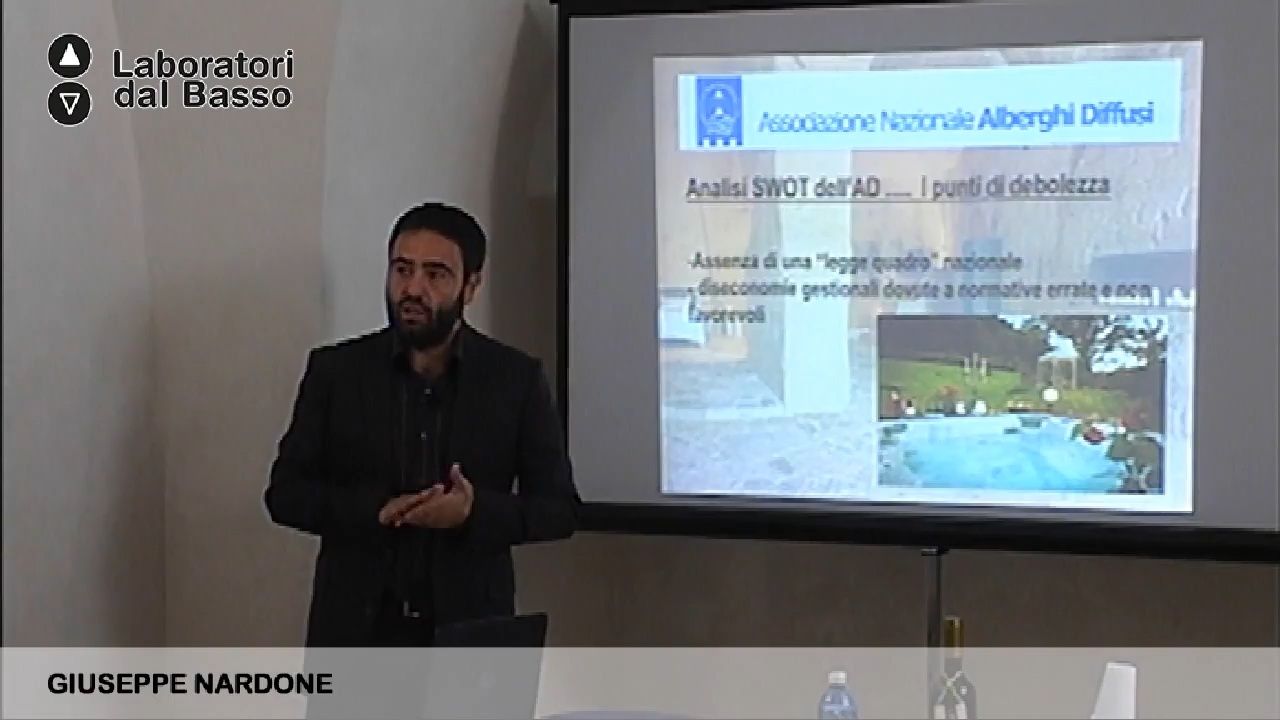 Laboratori
dal Basso
Associazione Nazionale Alberghi Diffusi
Analisi SWOT dell'AD ..... I punti di debolezza
-Assenza di una "legge quadro" nazionale
- diseconomie gestionali dovute a normative errate e non
favorevoli
GIUSEPPE NARDONE